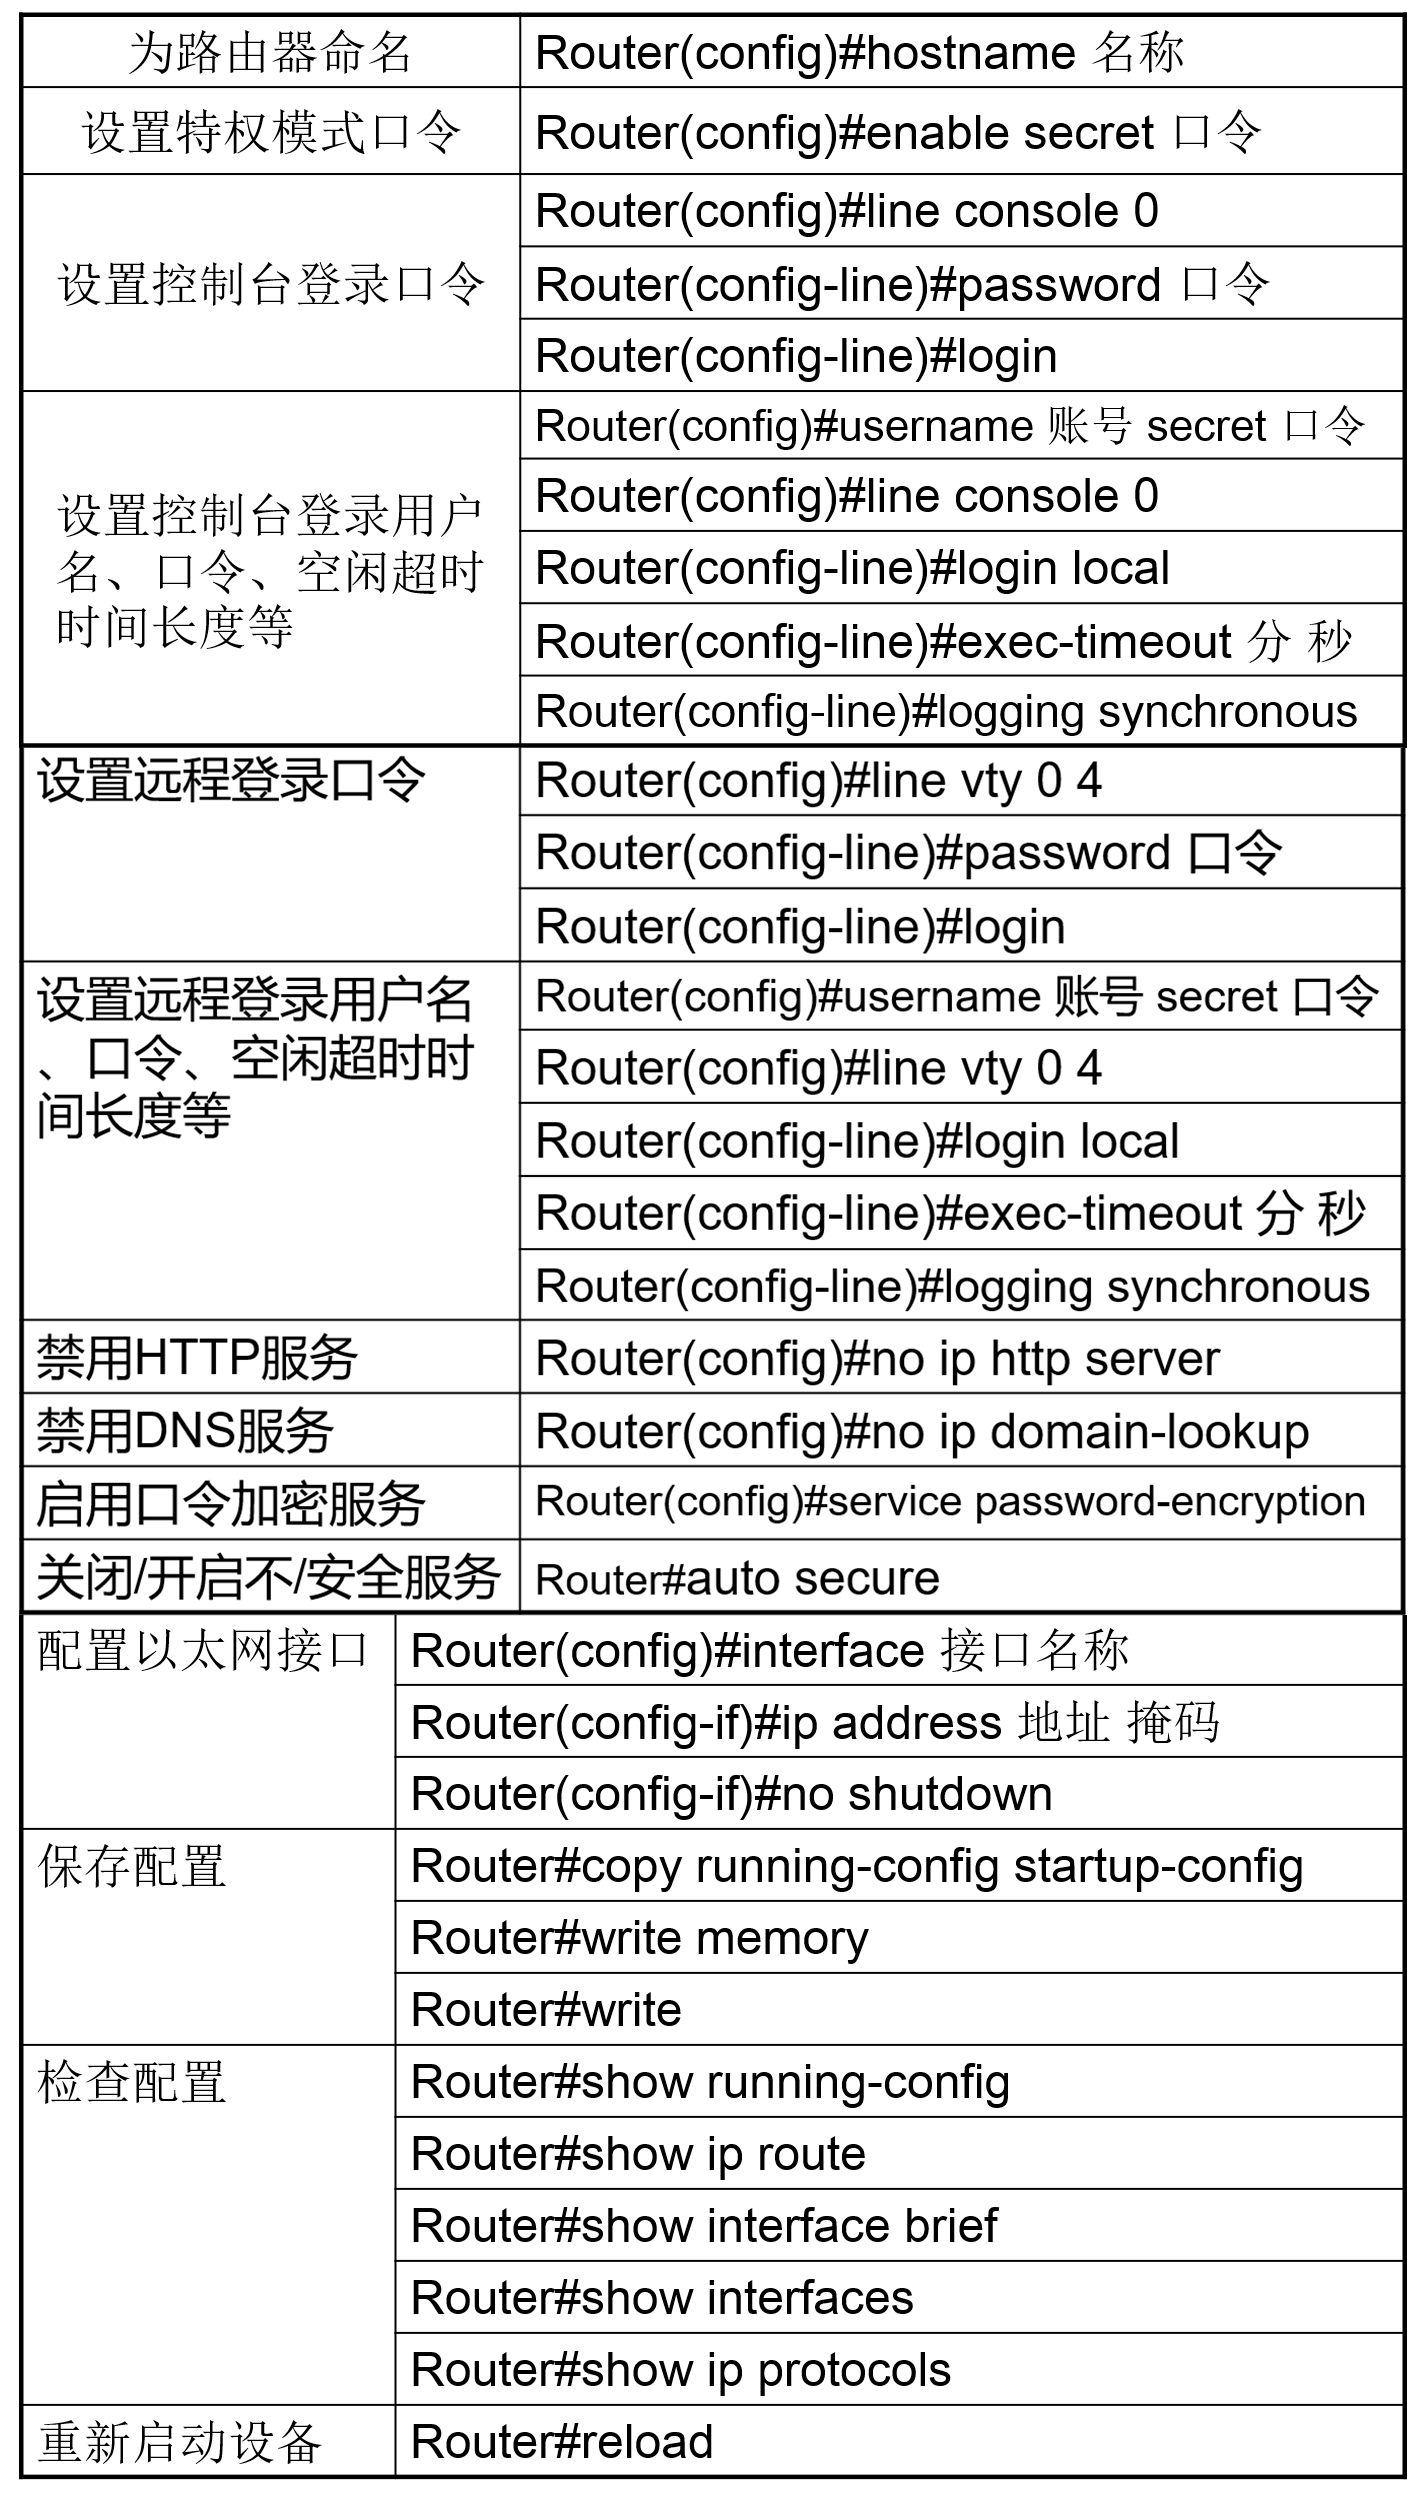 为路由器命名
Router(config)#hostname 名称
设置特权模式口令
Router(config)#enable secret 口令
设置控制台登录口令
Router(config)#line console 0
Router(config-line)#password 口令
Router(config-line)#login
设置控制台登录用户
名、口令、空闲超时
时间长度等
Router(config)#username 账号 secret 口令
Router(config)#line console 0
Router(config-line)#login local
Router(config-line)#exec-timeout 分 秒
Router(config-line)#logging synchronous
设置远程登录口令
Router(config)#line vty 0 4
Router(config-line)#password 口令
Router(config-line)#login
设置远程登录用户名
、口令、空闲超时时
间长度等
Router(config)#username 账号 secret 口令
Router(config)#line vty 0 4
Router(config-line)#login local
Router(config-line)#exec-timeout 分 秒
Router(config-line)#logging synchronous
禁用HTTP服务
Router(config)#no ip http server
禁用DNS服务
Router(config)#no ip domain-lookup
启用口令加密服务
Router(config)#service password-encryption
关闭/开启不/安全服务
Router#auto secure
配置以太网接口
Router(config)#interface 接口名称
Router(config-if)#ip address 地址 掩码
Router(config-if)#no shutdown
保存配置
Router#copy running-config startup-config
Router#write memory
Router#write
检查配置
Router#show running-config
Router#show ip route
Router#show interface brief
Router#show interfaces
Router#show ip protocols
重新启动设备
Router#reload